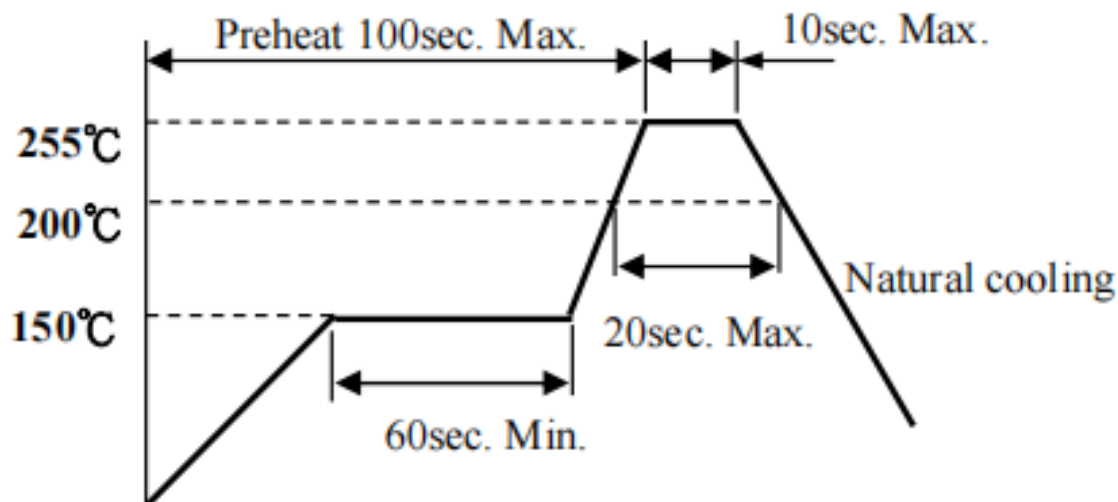 Preheat 100sec. Max.
10sec. Max.
255℃
200℃
Natural cooling
150℃
20sec. Max.
60sec. Min.